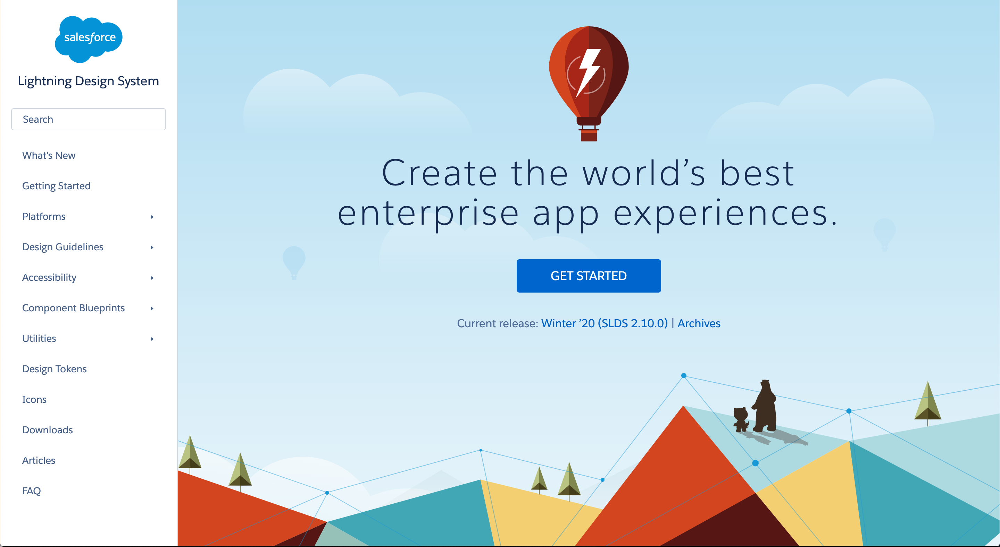 salesforce
Lightning Design System
Search
What's New
Getting Started
Platforms
Design Guidelines
Accessibility
Component Blueprints
Utilities
Design Tokens
Icons
Downloads
Articles
FAQ
Create the world’s best
enterprise app experiences.
GET STARTED
Current release: Winter ’20 (SLDS 2.10.0) | Archives